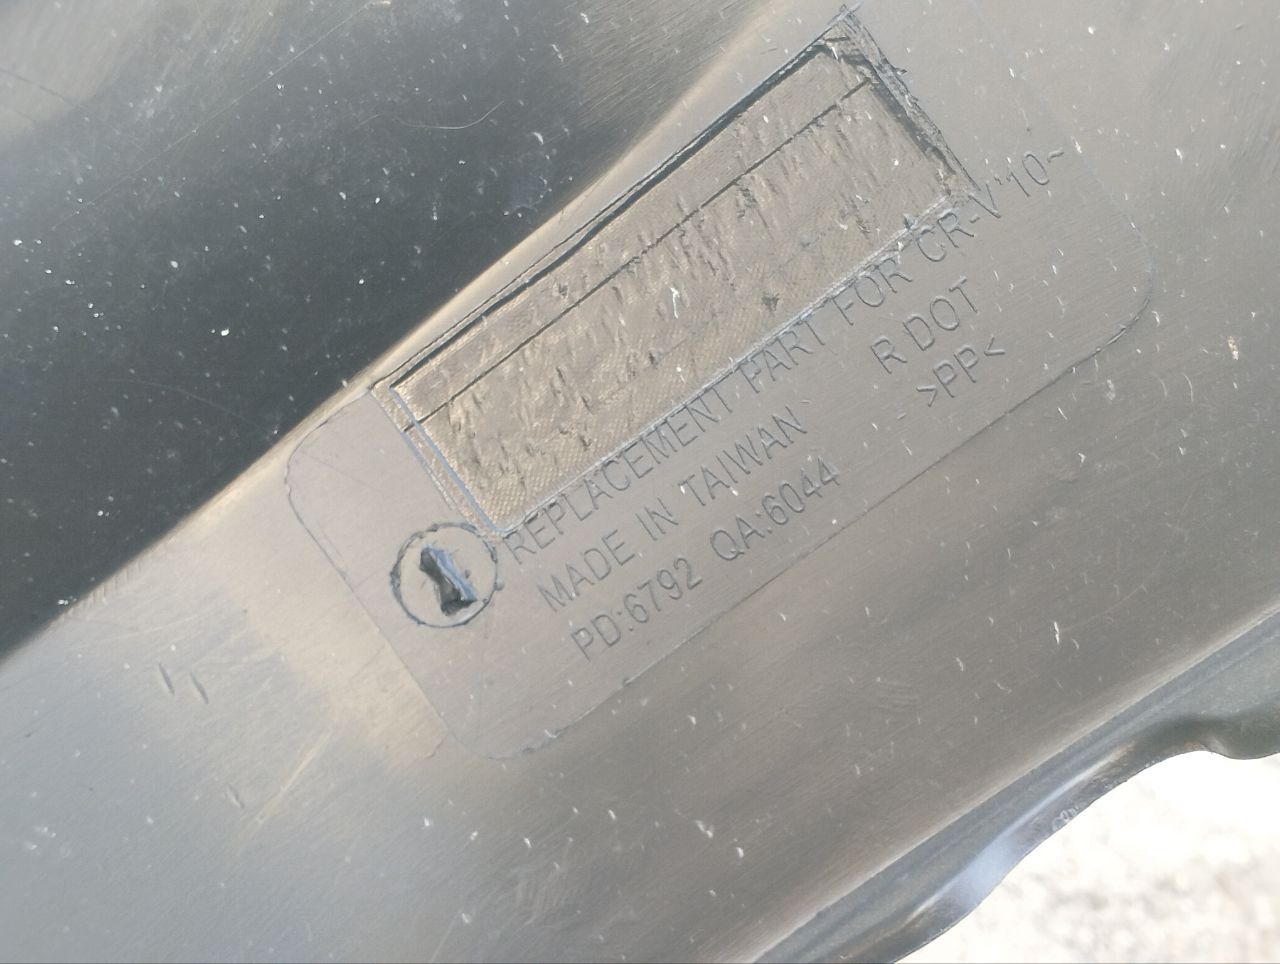 REPLACEMENT PART FOR CR-V'10~
MADE IN TAIWAN R DOT
PD:6792 QA:6044 >PP<